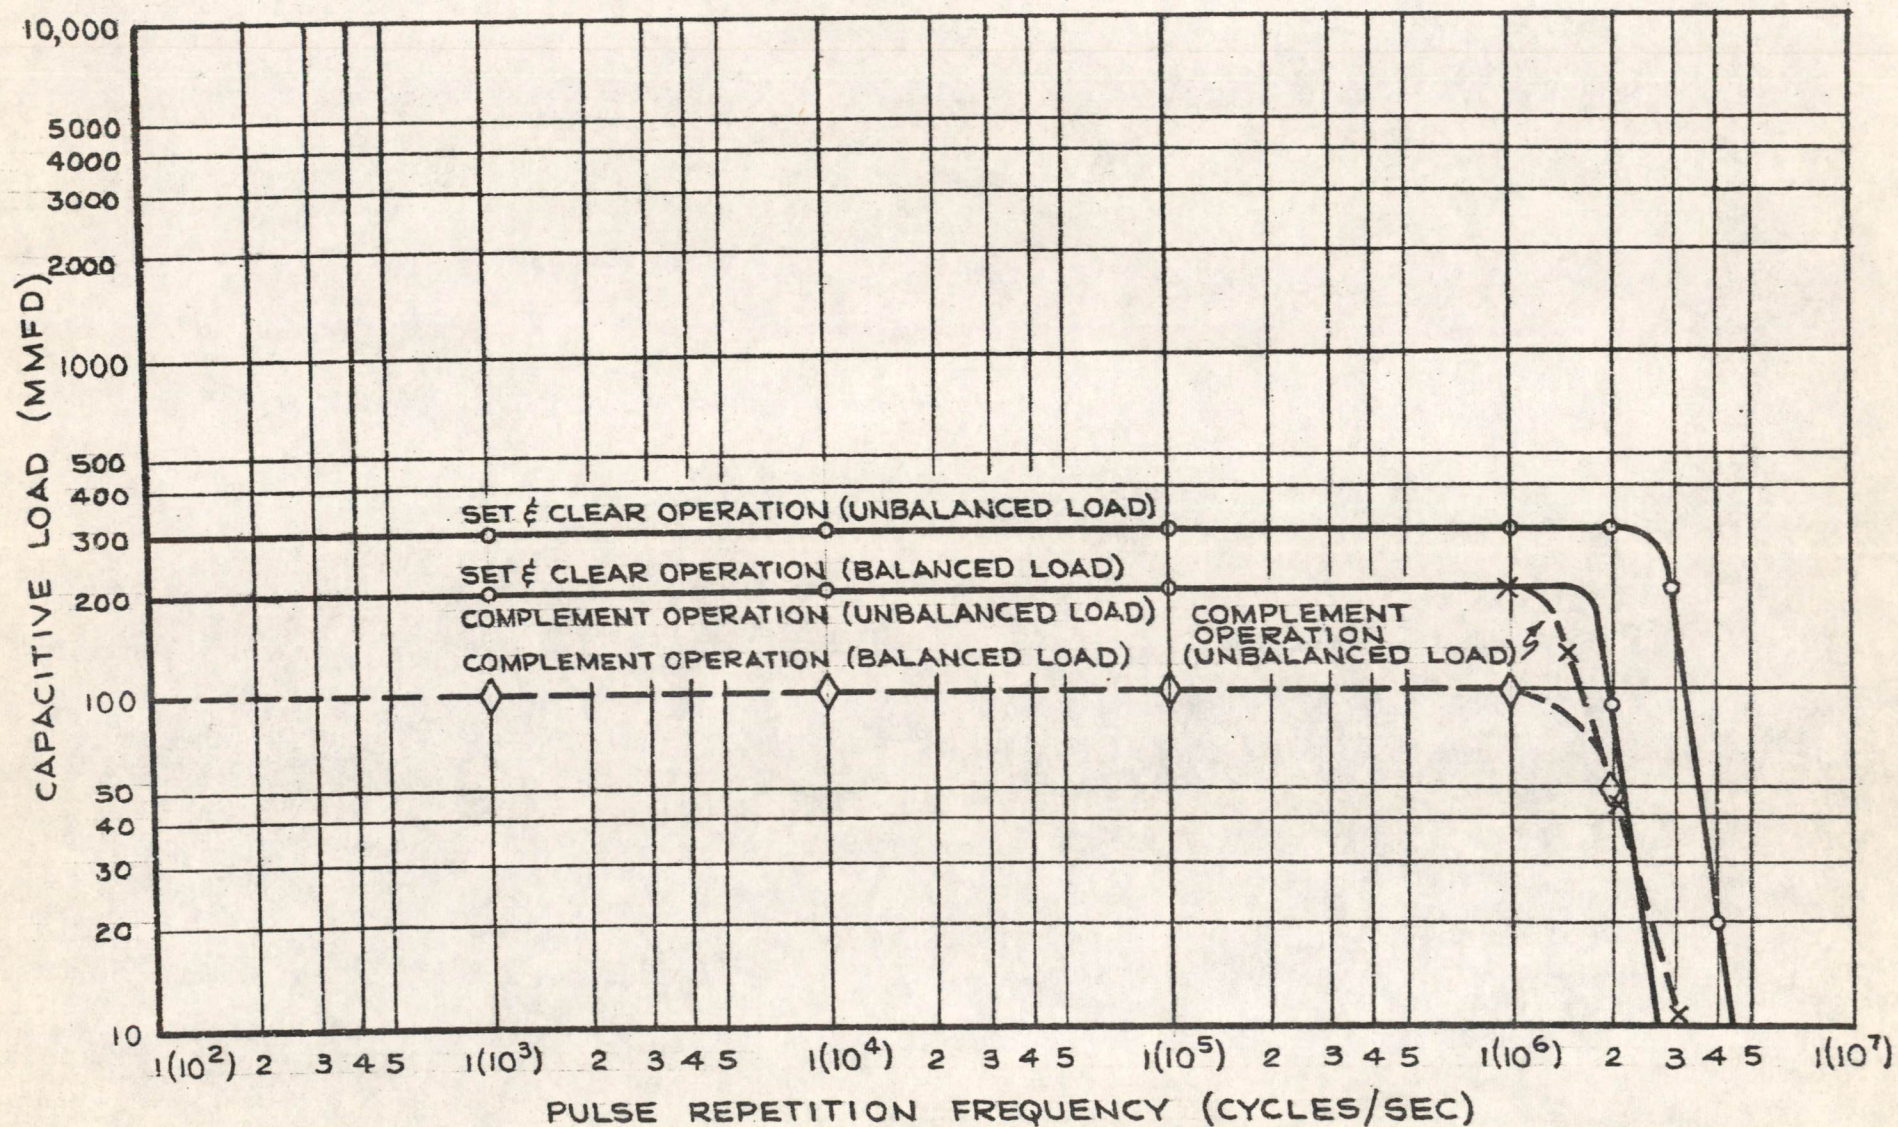 10,000
5000
4000
3000
2000
1000
500
400
300
200
100
50
40
30
20
10
CAPACITIVE LOAD (MMFD)
SET & CLEAR OPERATION (UNBALANCED LOAD)
SET & CLEAR OPERATION (BALANCED LOAD)
COMPLEMENT OPERATION (UNBALANCED LOAD)
COMPLEMENT OPERATION (BALANCED LOAD)
COMPLEMENT
OPERATION
(UNBALANCED LOAD)
1(10²) 2 3 4 5 1(10³) 2 3 4 5 1(10⁴) 2 3 4 5 1(10⁵) 2 3 4 5 1(10⁶) 2 3 4 5 1(10⁷)
PULSE REPETITION FREQUENCY (CYCLES/SEC)